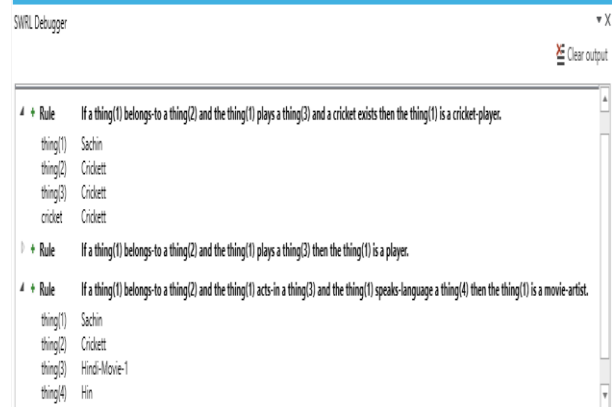 SWRL Debugger
Clear output
Rule If a thing(1) belongs-to a thing(2) and the thing(1) plays a thing(3) and a cricket exists then the thing(1) is a cricket-player.
thing(1) Sachin
thing(2) Crickett
thing(3) Crickett
cricket Crickett
Rule If a thing(1) belongs-to a thing(2) and the thing(1) plays a thing(3) then the thing(1) is a player.
Rule If a thing(1) belongs-to a thing(2) and the thing(1) acts-in a thing(3) and the thing(1) speaks-language a thing(4) then the thing(1) is a movie-artist.
thing(1) Sachin
thing(2) Crickett
thing(3) Hindi-Movie-1
thing(4) Hin